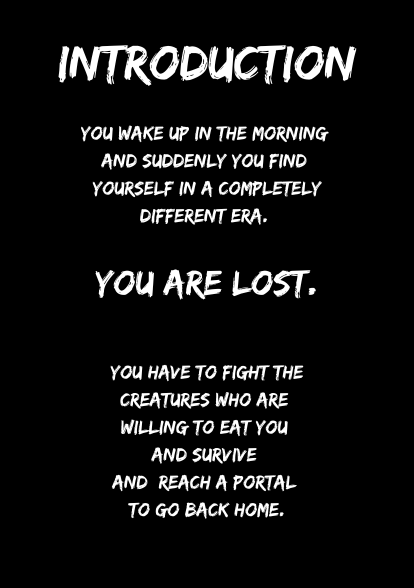 INTRODUCTION
YOU WAKE UP IN THE MORNING
AND SUDDENLY YOU FIND
YOURSELF IN A COMPLETELY
DIFFERENT ERA.
YOU ARE LOST.
YOU HAVE TO FIGHT THE
CREATURES WHO ARE
WILLING TO EAT YOU
AND SURVIVE
AND REACH A PORTAL
TO GO BACK HOME.